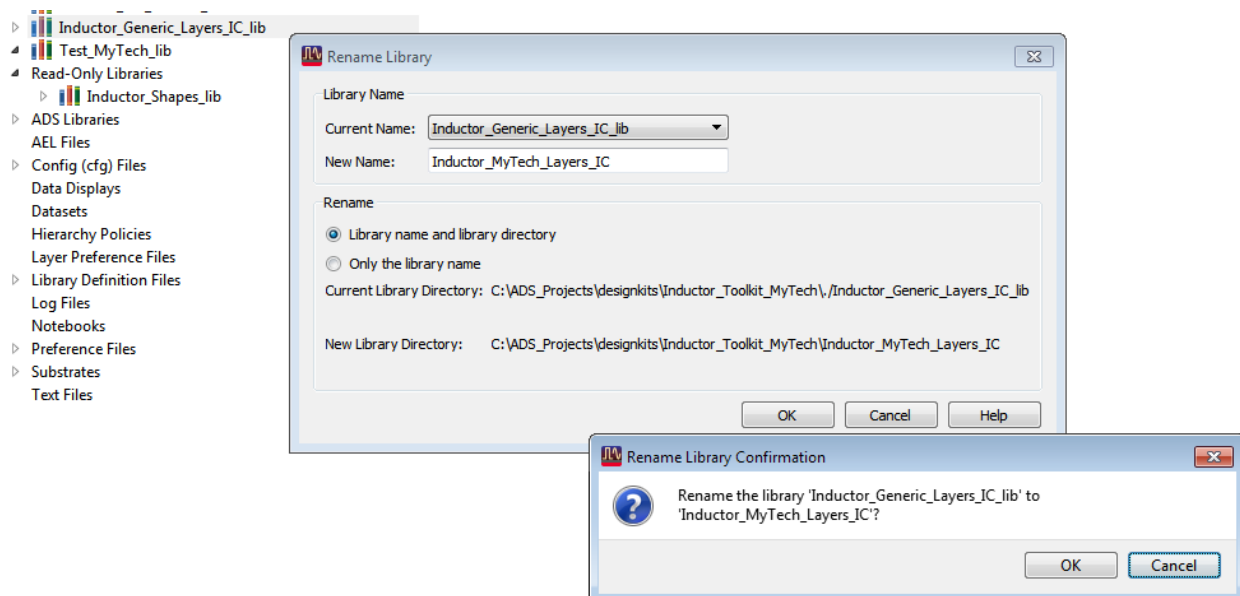 Inductor_Generic_Layers_IC_lib
Test_MyTech_lib
Read-Only Libraries
Inductor_Shapes_lib
ADS Libraries
AEL Files
Config (cfg) Files
Data Displays
Datasets
Hierarchy Policies
Layer Preference Files
Library Definition Files
Log Files
Notebooks
Preference Files
Substrates
Text Files
Rename Library
Library Name
Current Name: Inductor_Generic_Layers_IC_lib
New Name: Inductor_MyTech_Layers_IC
Rename
Library name and library directory
Only the library name
Current Library Directory: C:\ADS_Projects\designkits\Inductor_Toolkit_MyTech\./Inductor_Generic_Layers_IC_lib
New Library Directory: C:\ADS_Projects\designkits\Inductor_Toolkit_MyTech\Inductor_MyTech_Layers_IC
OK Cancel Help
Rename Library Confirmation
Rename the library 'Inductor_Generic_Layers_IC_lib' to
'Inductor_MyTech_Layers_IC'?
OK Cancel